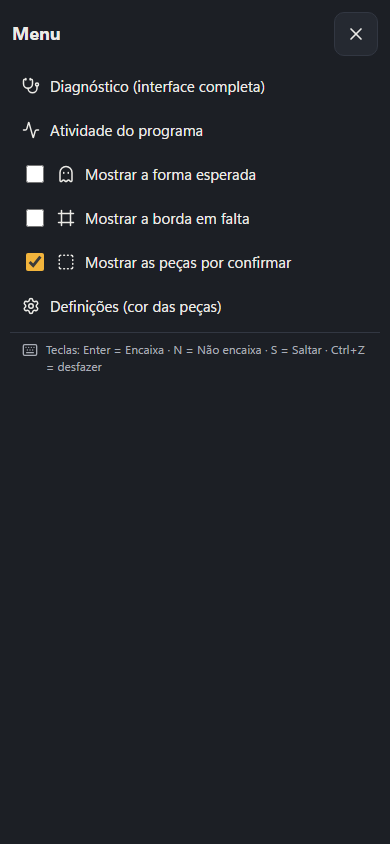 Menu
Diagnóstico (interface completa)
Atividade do programa
Mostrar a forma esperada
Mostrar a borda em falta
Mostrar as peças por confirmar
Definições (cor das peças)
Teclas: Enter = Encaixa · N = Não encaixa · S = Saltar · Ctrl+Z
= desfazer